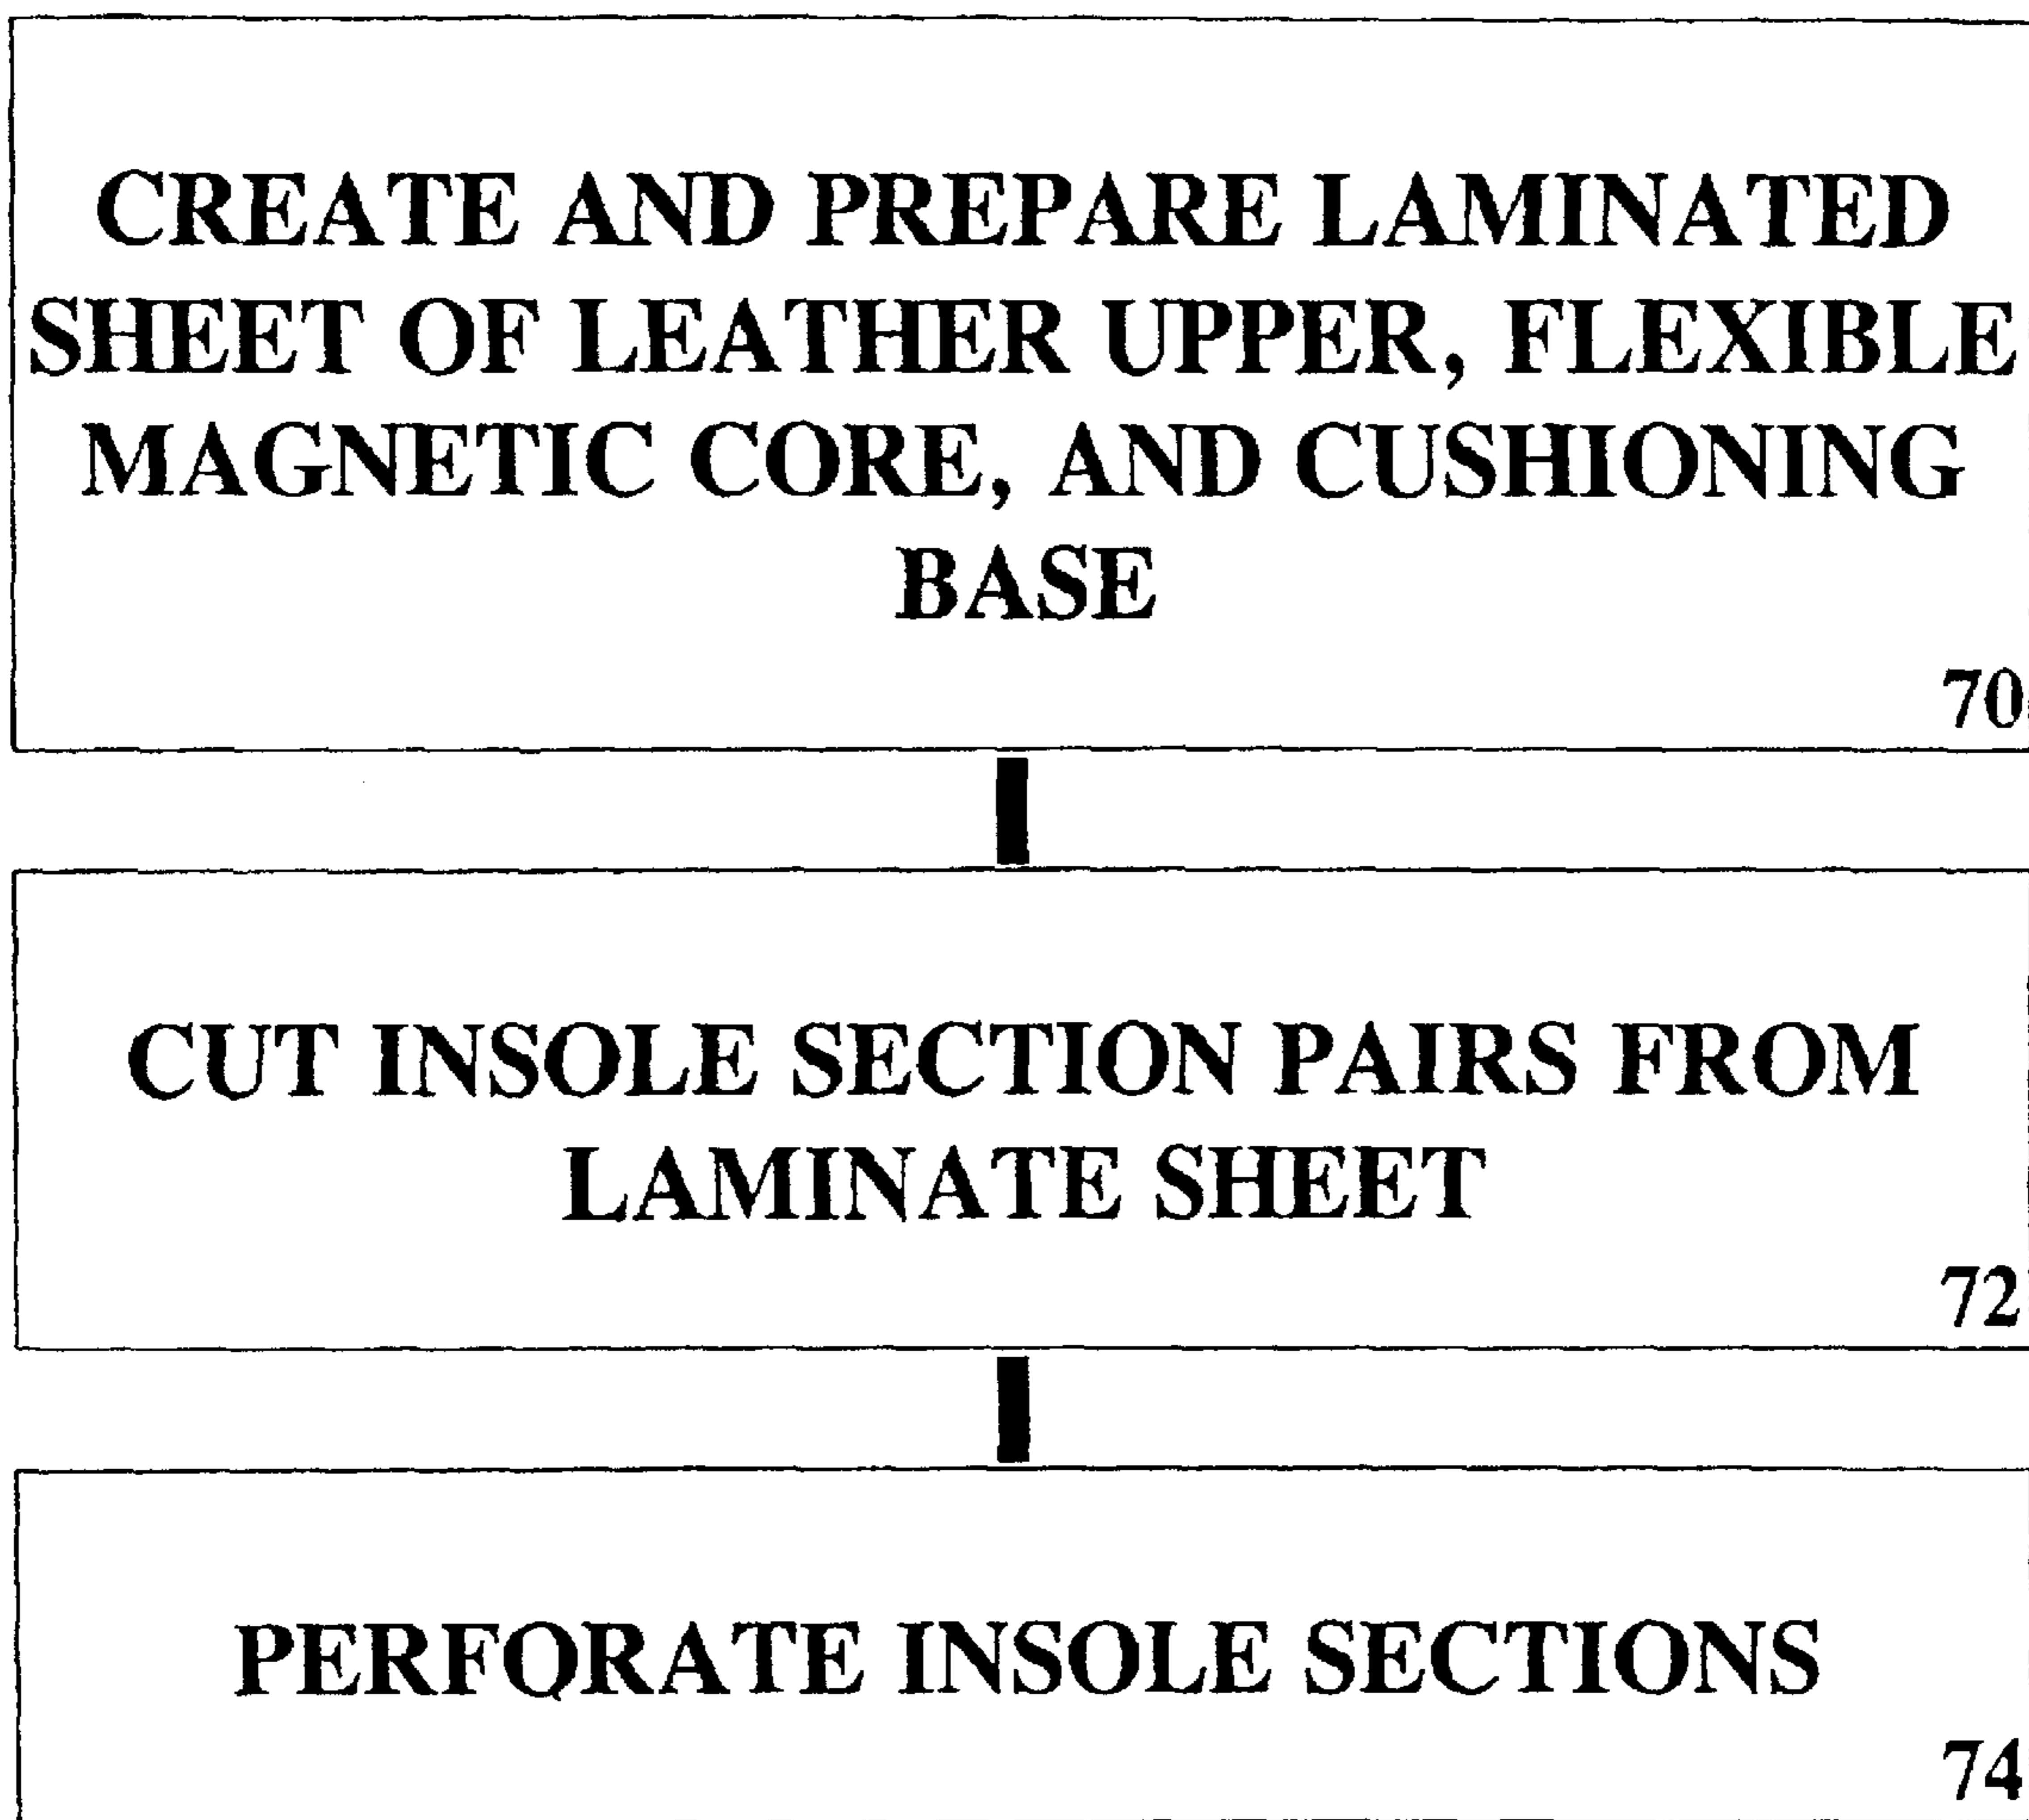 CREATE AND PREPARE LAMINATED
SHEET OF LEATHER UPPER, FLEXIBLE
MAGNETIC CORE, AND CUSHIONING
BASE
70
CUT INSOLE SECTION PAIRS FROM
LAMINATE SHEET
72
PERFORATE INSOLE SECTIONS
74